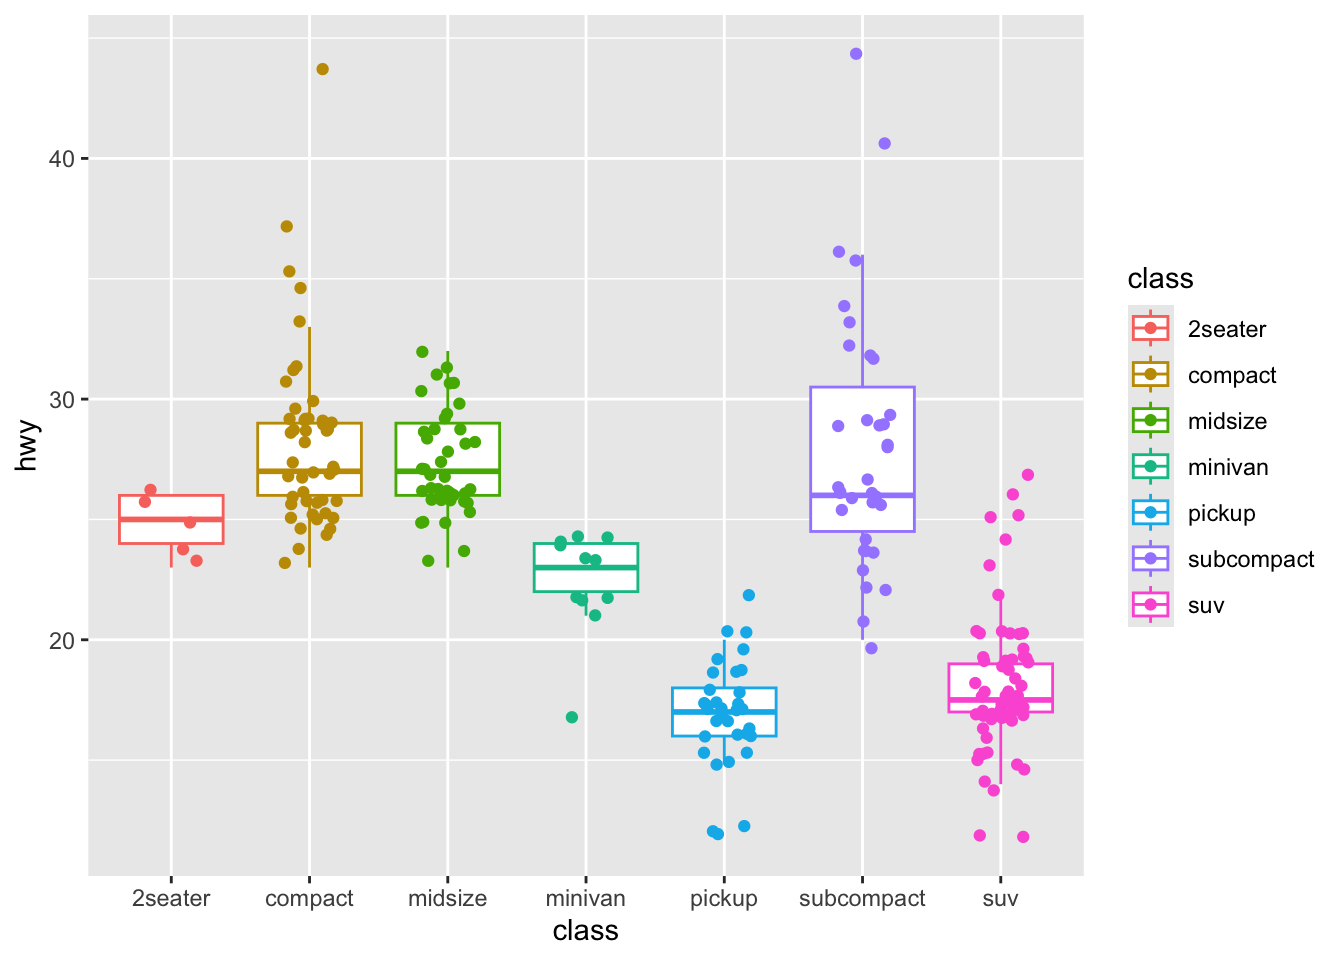 hwy
40
30
20
2seater compact midsize minivan pickup subcompact suv
class
class
2seater
compact
midsize
minivan
pickup
subcompact
suv